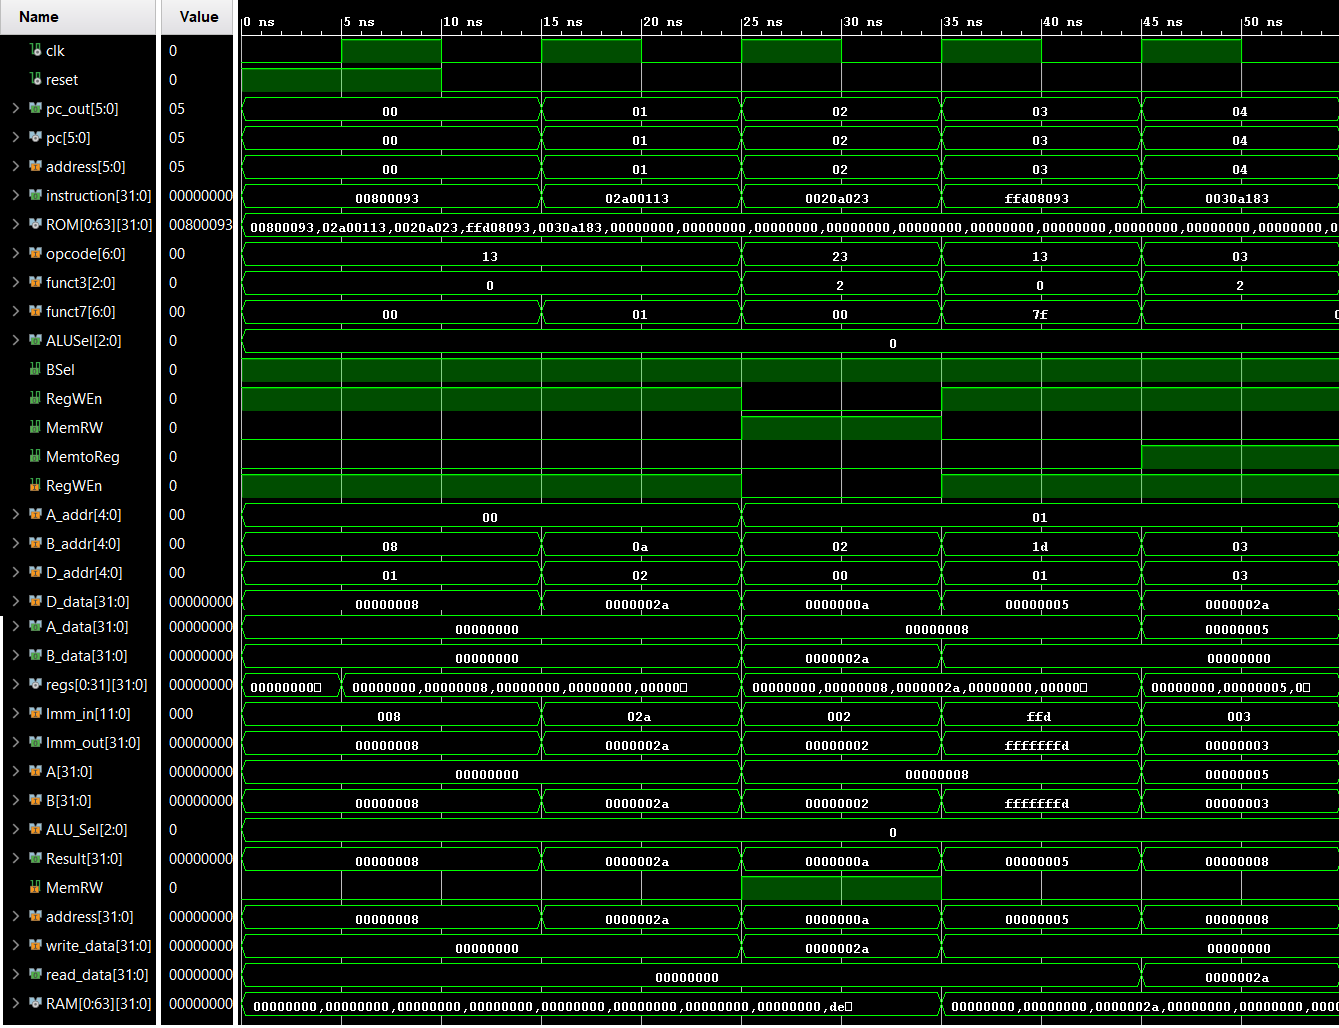 Name Value 0 ns 5 ns 10 ns 15 ns 20 ns 25 ns 30 ns 35 ns 40 ns 45 ns 50 ns
clk 0
reset 0
pc_out[5:0] 05 00 01 02 03 04
pc[5:0] 05 00 01 02 03 04
address[5:0] 05 00 01 02 03 04
instruction[31:0] 00000000 00800093 02a00113 0020a023 ffd08093 0030a183
ROM[0:63][31:0] 00800093 00800093,02a00113,0020a023,ffd08093,0030a183,00000000,00000000,00000000,00000000,00000000,00000000,00000000,00000000,00000000,0
opcode[6:0] 00 13 23 13 03
funct3[2:0] 0 0 2 0 2
funct7[6:0] 00 00 01 00 7f 0
ALUSel[2:0] 0 0
BSel 0
RegWEn 0
MemRW 0
MemtoReg 0
RegWEn 0
A_addr[4:0] 00 00 01
B_addr[4:0] 00 08 0a 02 1d 03
D_addr[4:0] 00 01 02 00 01 03
D_data[31:0] 00000000 00000008 0000002a 0000000a 00000005 0000002a
A_data[31:0] 00000000 00000000 00000008 00000005
B_data[31:0] 00000000 00000000 0000002a 00000000
regs[0:31][31:0] 00000000 00000000 00000000,00000008,00000000,00000000,00000 00000000,00000008,0000002a,00000000,00000 00000000,00000005,0
Imm_in[11:0] 000 008 02a 002 ffd 003
Imm_out[31:0] 00000000 00000008 0000002a 00000002 fffffffd 00000003
A[31:0] 00000000 00000000 00000008 00000005
B[31:0] 00000000 00000008 0000002a 00000002 fffffffd 00000003
ALU_Sel[2:0] 0 0
Result[31:0] 00000000 00000008 0000002a 0000000a 00000005 00000008
MemRW 0
address[31:0] 00000000 00000008 0000002a 0000000a 00000005 00000008
write_data[31:0] 00000000 00000000 0000002a 00000000
read_data[31:0] 00000000 00000000 0000002a
RAM[0:63][31:0] 00000000 00000000,00000000,00000000,00000000,00000000,00000000,00000000,00000000,de 00000000,00000000,0000002a,00000000,00000000,000